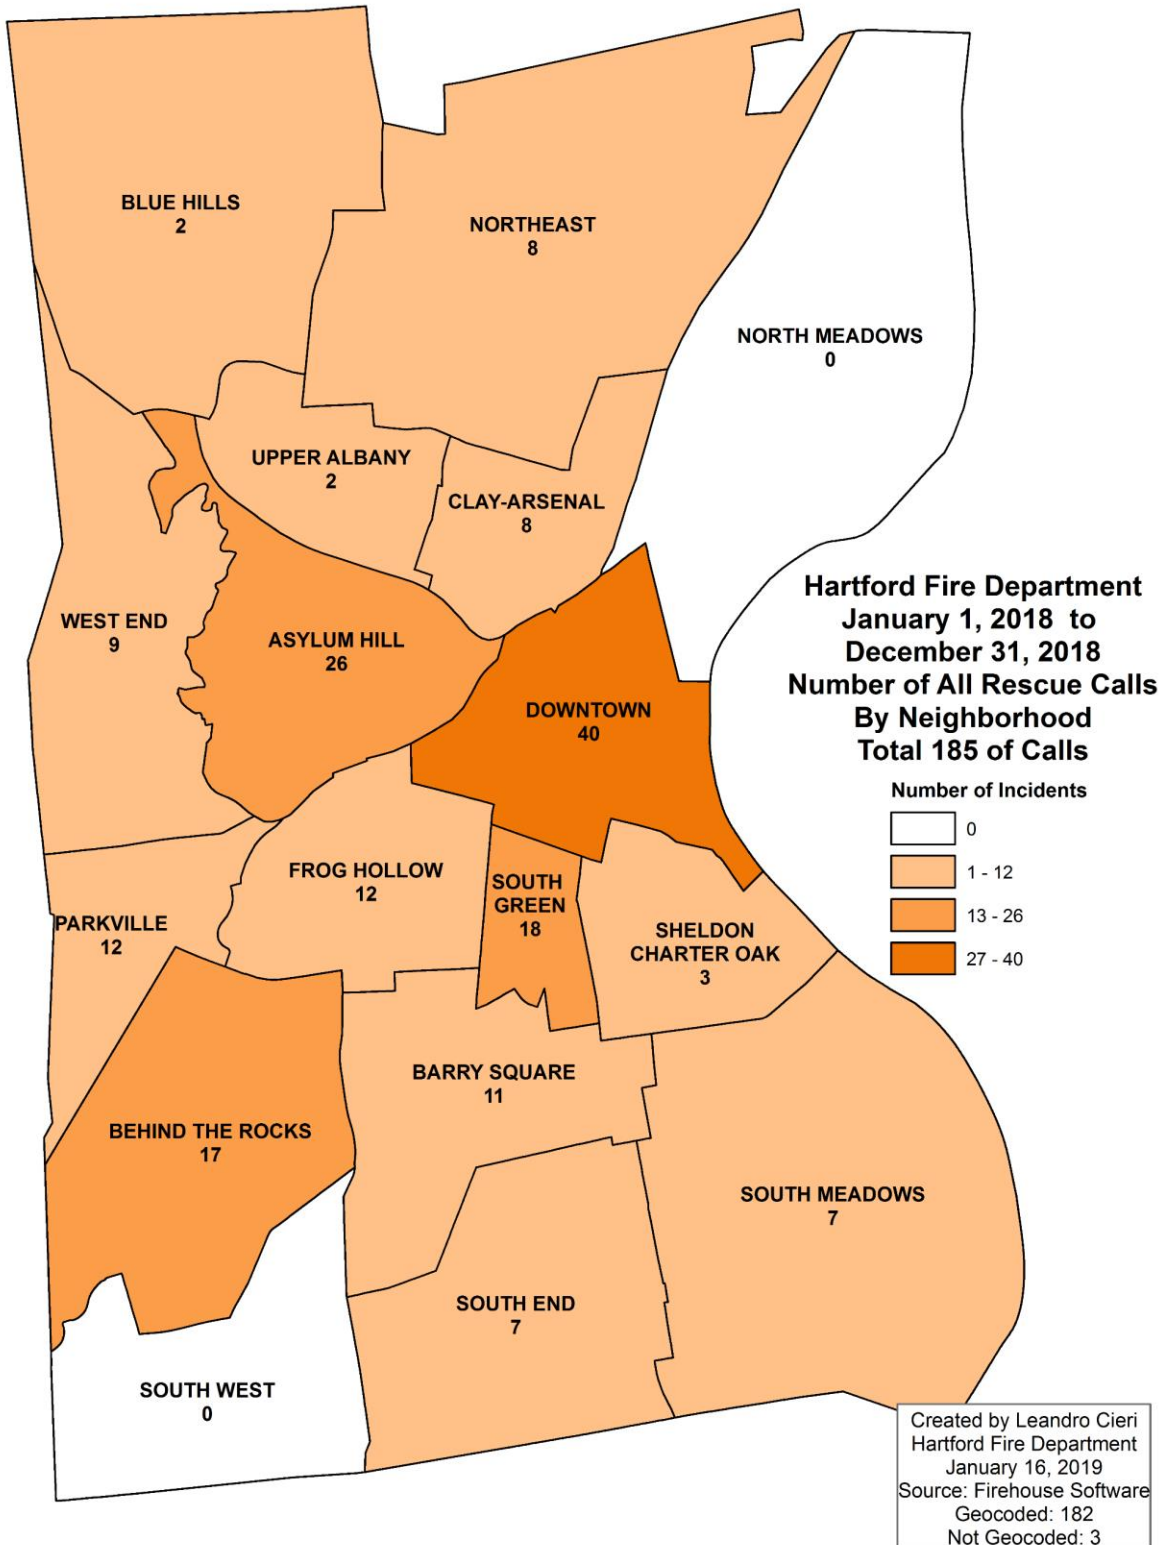 BLUE HILLS
2
NORTHEAST
8
NORTH MEADOWS
0
UPPER ALBANY
2
CLAY-ARSENAL
8
WEST END
9
ASYLUM HILL
26
DOWNTOWN
40
Hartford Fire Department
January 1, 2018 to
December 31, 2018
Number of All Rescue Calls
By Neighborhood
Total 185 of Calls
Number of Incidents
0
1 - 12
13 - 26
27 - 40
FROG HOLLOW
12
SOUTH
GREEN
18
PARKVILLE
12
SHELDON
CHARTER OAK
3
BARRY SQUARE
11
BEHIND THE ROCKS
17
SOUTH MEADOWS
7
SOUTH END
7
SOUTH WEST
0
Created by Leandro Cieri
Hartford Fire Department
January 16, 2019
Source: Firehouse Software
Geocoded: 182
Not Geocoded: 3